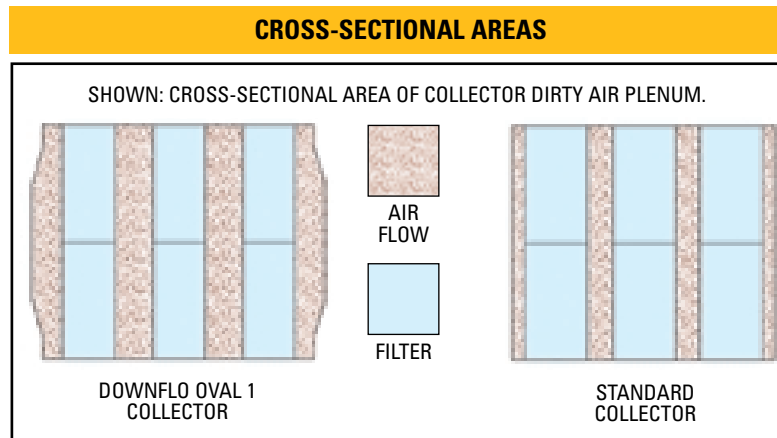 CROSS-SECTIONAL AREAS
SHOWN: CROSS-SECTIONAL AREA OF COLLECTOR DIRTY AIR PLENUM.
AIR
FLOW
FILTER
DOWNFLO OVAL 1
COLLECTOR
STANDARD
COLLECTOR